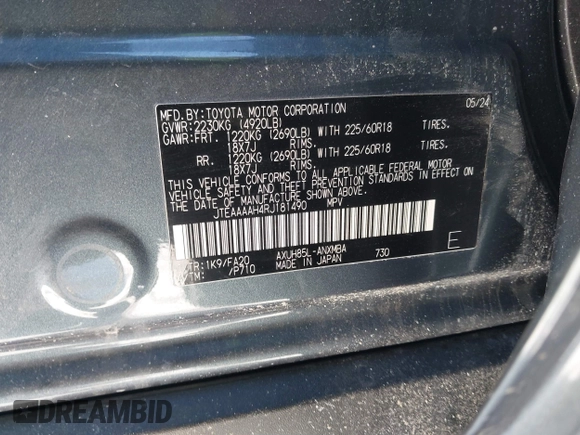 MFD.BY:TOYOTA MOTOR CORPORATION 05/24
GVWR:2230KG (4920LB)
GAWR:FRT. 1220KG (2690LB) WITH 225/60R18 TIRES.
18X7J RIMS.
RR. 1220KG (2690LB) WITH 225/60R18 TIRES.
18X7J RIMS.
THIS VEHICLE CONFORMS TO ALL APPLICABLE FEDERAL MOTOR
VEHICLE SAFETY, BUMPER, AND THEFT PREVENTION STANDARDS IN EFFECT
ON THE DATE OF MANUFACTURE SHOWN ABOVE.
JTEAAAAH4RJ181490 MPV
/TR:1K9/FA20 AXUH85L-ANXMBA 730
/P710 MADE IN JAPAN
E
DREAMBID